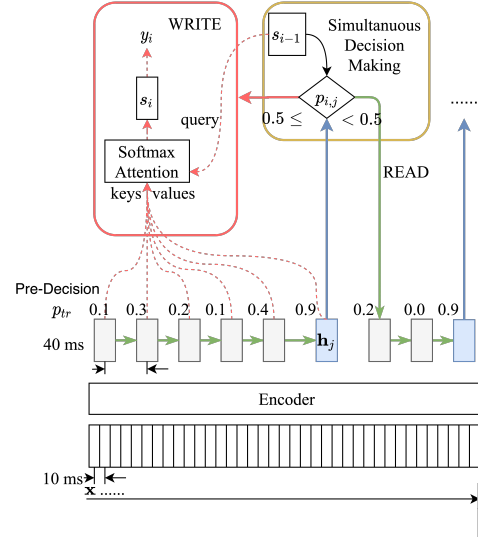 WRITE
Simultanuous
Decision
Making
y_i
s_{i-1}
s_i
p_{i,j}
query
0.5 ≤
< 0.5
......
Softmax
Attention
keys values
READ
Pre-Decision
p_{tr}
0.1 0.3 0.2 0.1 0.4 0.9 0.2 0.0 0.9
40 ms
h_j
Encoder
10 ms
x ......